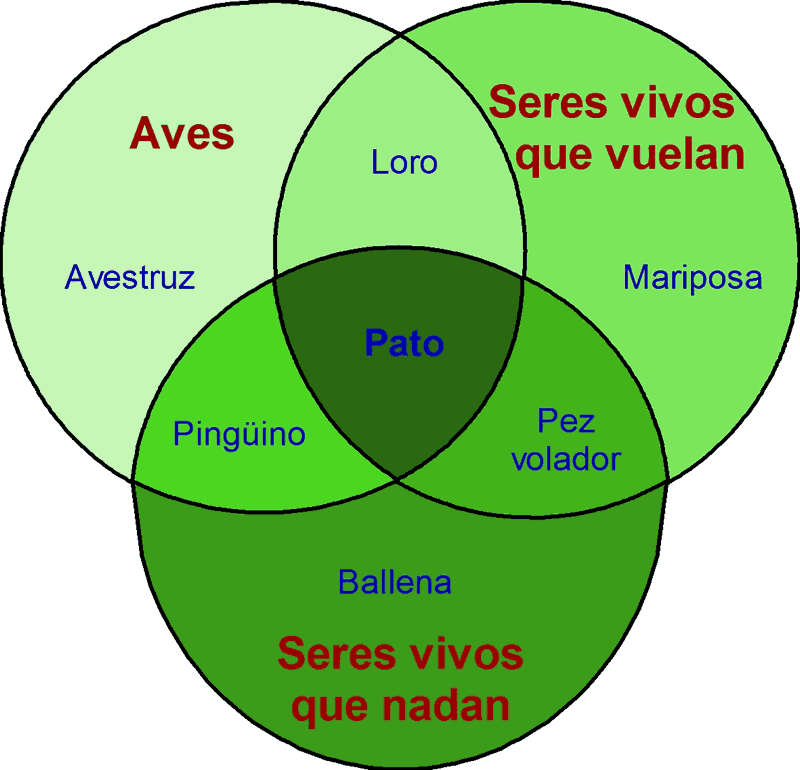 Aves
Seres vivos
que vuelan
Loro
Avestruz
Mariposa
Pato
Pingüino
Pez
volador
Ballena
Seres vivos
que nadan